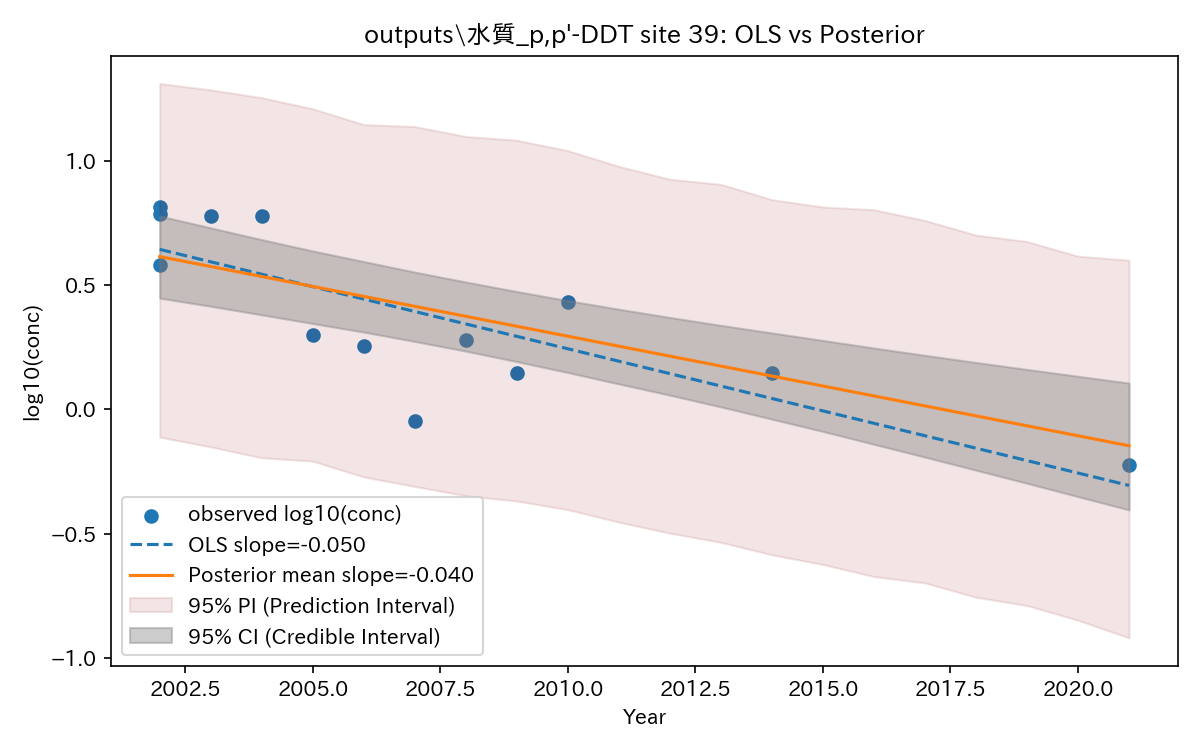 outputs\水質_p,p'-DDT site 39: OLS vs Posterior
log10(conc)
1.0
0.5
0.0
−0.5
−1.0
observed log10(conc)
OLS slope=-0.050
Posterior mean slope=-0.040
95% PI (Prediction Interval)
95% CI (Credible Interval)
2002.5 2005.0 2007.5 2010.0 2012.5 2015.0 2017.5 2020.0
Year